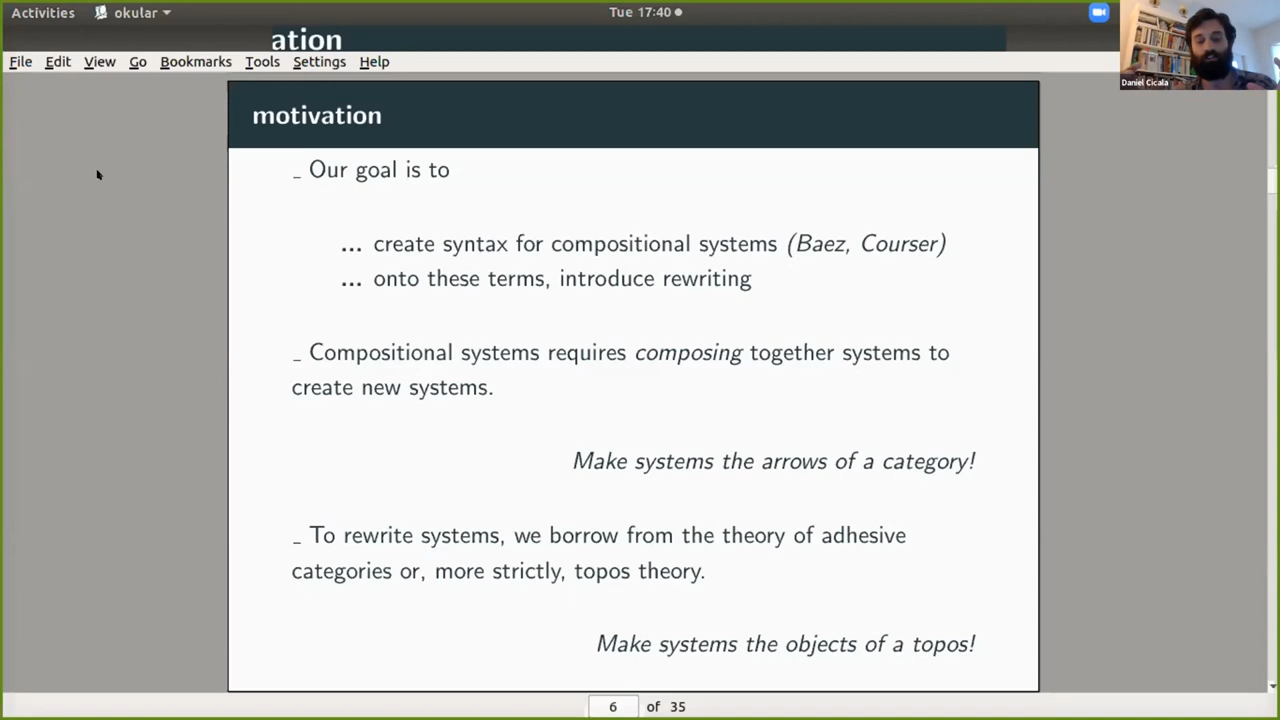 Activities okular Tue 17:40
ation
File Edit View Go Bookmarks Tools Settings Help
Daniel Cicala
motivation
_ Our goal is to
... create syntax for compositional systems (Baez, Courser)
... onto these terms, introduce rewriting
_ Compositional systems requires composing together systems to
create new systems.
Make systems the arrows of a category!
_ To rewrite systems, we borrow from the theory of adhesive
categories or, more strictly, topos theory.
Make systems the objects of a topos!
6 of 35